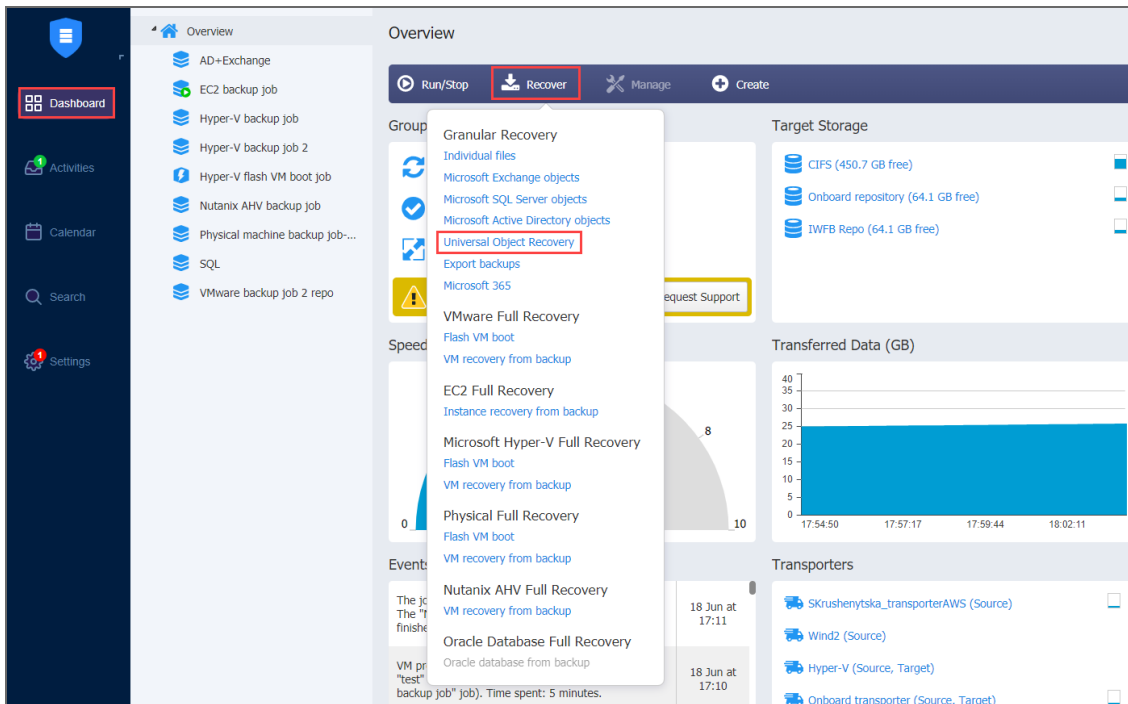 Dashboard
1
Activities
Calendar
Search
1
Settings
Overview
AD+Exchange
EC2 backup job
Hyper-V backup job
Hyper-V backup job 2
Hyper-V flash VM boot job
Nutanix AHV backup job
Physical machine backup job-...
SQL
VMware backup job 2 repo
Overview
Run/Stop
Recover
Manage
Create
Group
Granular Recovery
Individual files
Microsoft Exchange objects
Microsoft SQL Server objects
Microsoft Active Directory objects
Universal Object Recovery
Export backups
Microsoft 365
VMware Full Recovery
Flash VM boot
VM recovery from backup
EC2 Full Recovery
Instance recovery from backup
Microsoft Hyper-V Full Recovery
Flash VM boot
VM recovery from backup
Physical Full Recovery
Flash VM boot
VM recovery from backup
Nutanix AHV Full Recovery
VM recovery from backup
Oracle Database Full Recovery
Oracle database from backup
equest Support
Speed
0
8
10
Events
The jo
The "N
finishe
18 Jun at
17:11
VM pr
"test"
backup job" job). Time spent: 5 minutes.
18 Jun at
17:10
Target Storage
CIFS (450.7 GB free)
Onboard repository (64.1 GB free)
IWFB Repo (64.1 GB free)
Transferred Data (GB)
40
35
30
25
20
15
10
5
0
17:54:50 17:57:17 17:59:44 18:02:11
Transporters
SKrushenytska_transporterAWS (Source)
Wind2 (Source)
Hyper-V (Source, Target)
Onboard transporter (Source, Target)